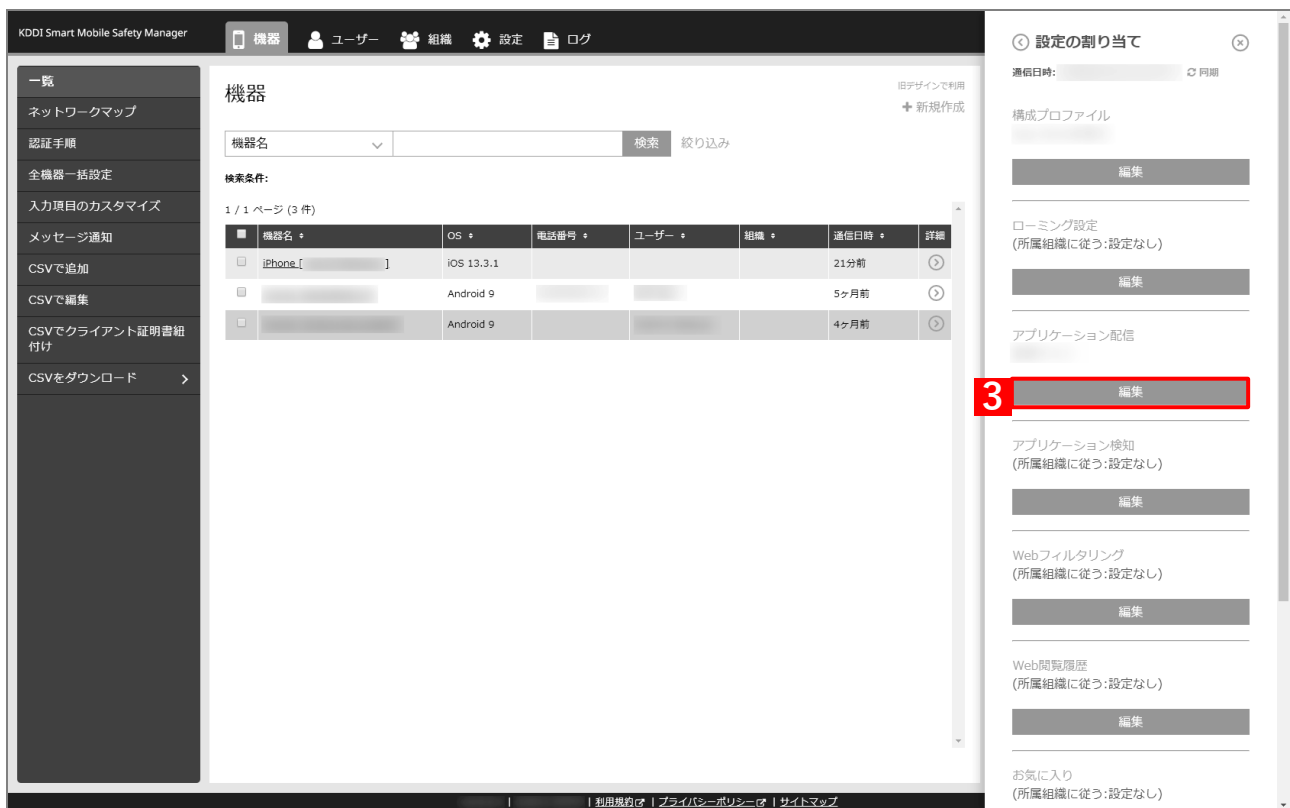 KDDI Smart Mobile Safety Manager
機器
ユーザー
組織
設定
ログ
一覧
ネットワークマップ
認証手順
全機器一括設定
入力項目のカスタマイズ
メッセージ通知
CSVで追加
CSVで編集
CSVでクライアント証明書紐
付け
CSVをダウンロード
機器
旧デザインで利用
新規作成
機器名
検索
絞り込み
検索条件:
1 / 1 ページ (3 件)
機器名 OS 電話番号 ユーザー 組織 通信日時 詳細
iPhone [ ] iOS 13.3.1 21分前
Android 9 5ヶ月前
Android 9 4ヶ月前
設定の割り当て
通信日時: 同期
構成プロファイル
編集
ローミング設定
(所属組織に従う:設定なし)
編集
アプリケーション配信
3 編集
アプリケーション検知
(所属組織に従う:設定なし)
編集
Webフィルタリング
(所属組織に従う:設定なし)
編集
Web閲覧履歴
(所属組織に従う:設定なし)
編集
お気に入り
(所属組織に従う:設定なし)
| | 利用規約 | プライバシーポリシー | サイトマップ